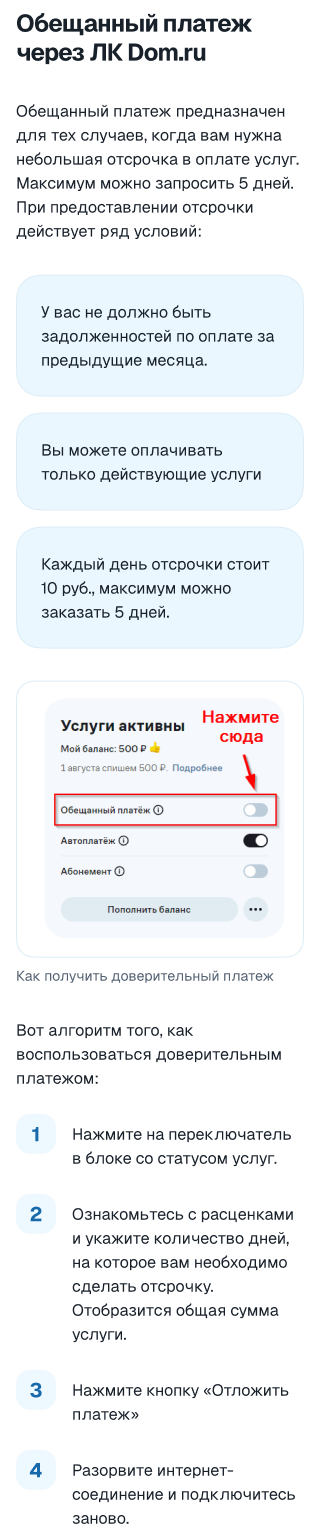 Обещанный платеж
через ЛК Dom.ru
Обещанный платеж предназначен
для тех случаев, когда вам нужна
небольшая отсрочка в оплате услуг.
Максимум можно запросить 5 дней.
При предоставлении отсрочки
действует ряд условий:
У вас не должно быть
задолженностей по оплате за
предыдущие месяца.
Вы можете оплачивать
только действующие услуги
Каждый день отсрочки стоит
10 руб., максимум можно
заказать 5 дней.
Услуги активны
Нажмите
сюда
Мой баланс: 500 ₽ 👍
1 августа спишем 500 ₽. Подробнее
Обещанный платёж
Автоплатёж
Абонемент
Пополнить баланс
Как получить доверительный платеж
Вот алгоритм того, как
воспользоваться доверительным
платежом:
1 Нажмите на переключатель
в блоке со статусом услуг.
2 Ознакомьтесь с расценками
и укажите количество дней,
на которое вам необходимо
сделать отсрочку.
Отобразится общая сумма
услуги.
3 Нажмите кнопку «Отложить
платеж»
4 Разорвите интернет-
соединение и подключитесь
заново.